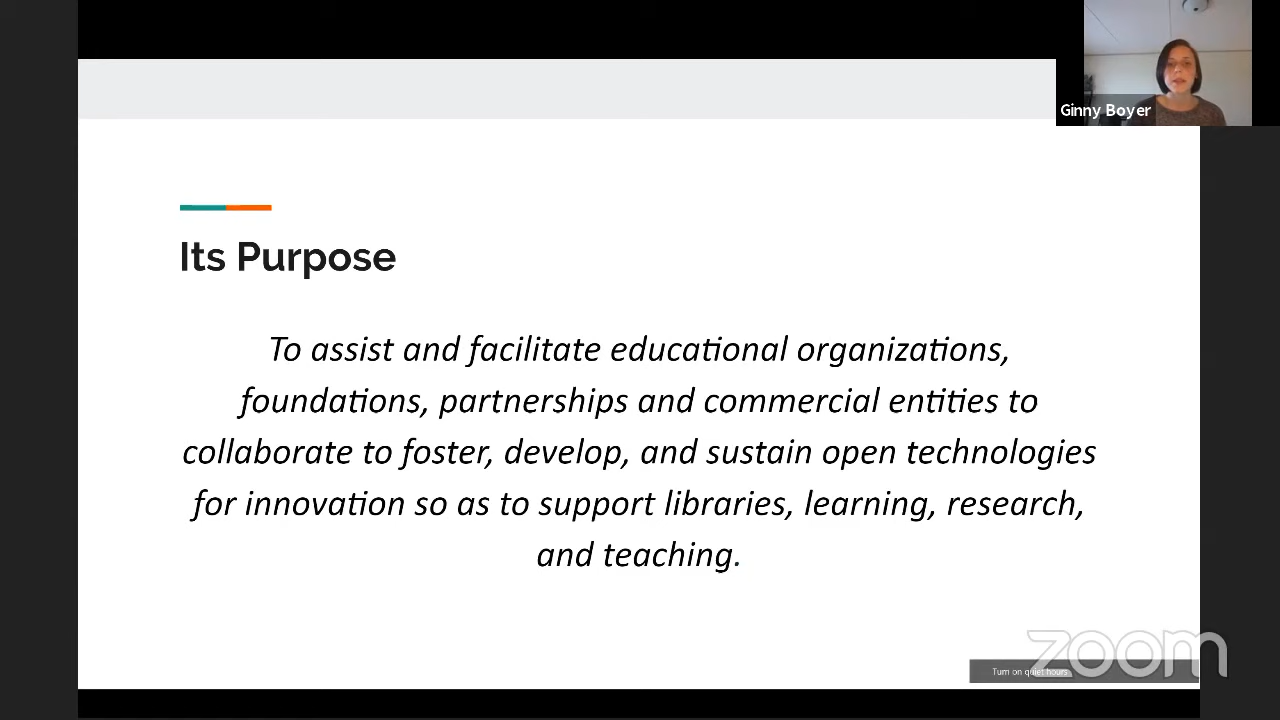 Ginny Boyer
Its Purpose
To assist and facilitate educational organizations,
foundations, partnerships and commercial entities to
collaborate to foster, develop, and sustain open technologies
for innovation so as to support libraries, learning, research,
and teaching.
zoom
Turn on quiet hours